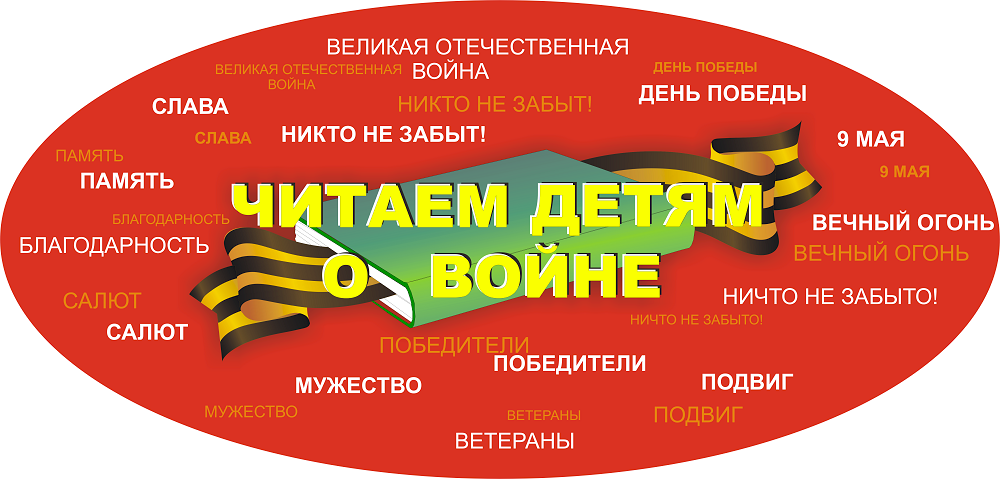 ВЕЛИКАЯ ОТЕЧЕСТВЕННАЯ
ВОЙНА
ВЕЛИКАЯ ОТЕЧЕСТВЕННАЯ
ВОЙНА
ДЕНЬ ПОБЕДЫ
ДЕНЬ ПОБЕДЫ
СЛАВА
НИКТО НЕ ЗАБЫТ!
СЛАВА
НИКТО НЕ ЗАБЫТ!
9 МАЯ
ПАМЯТЬ
ПАМЯТЬ
9 МАЯ
ЧИТАЕМ ДЕТЯМ
О ВОЙНЕ
БЛАГОДАРНОСТЬ
БЛАГОДАРНОСТЬ
ВЕЧНЫЙ ОГОНЬ
ВЕЧНЫЙ ОГОНЬ
САЛЮТ
САЛЮТ
НИЧТО НЕ ЗАБЫТО!
НИЧТО НЕ ЗАБЫТО!
ПОБЕДИТЕЛИ
ПОБЕДИТЕЛИ
МУЖЕСТВО
ПОДВИГ
МУЖЕСТВО
ВЕТЕРАНЫ
ПОДВИГ
ВЕТЕРАНЫ